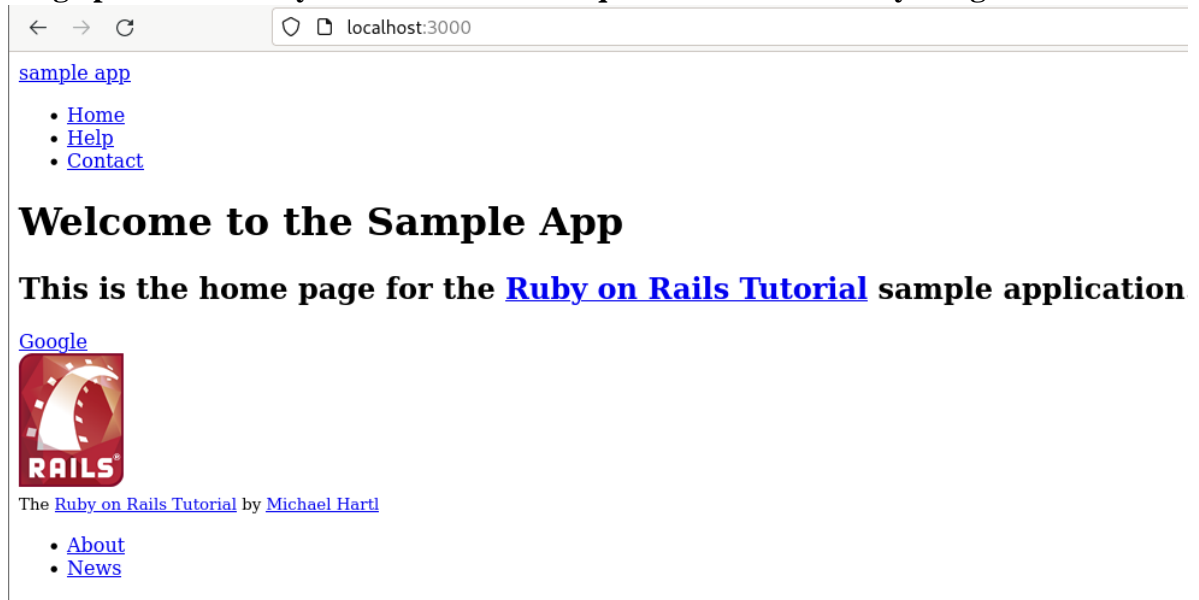 localhost:3000
sample app
Home
Help
Contact
Welcome to the Sample App
This is the home page for the Ruby on Rails Tutorial sample application
Google
RAILS®
The Ruby on Rails Tutorial by Michael Hartl
About
News